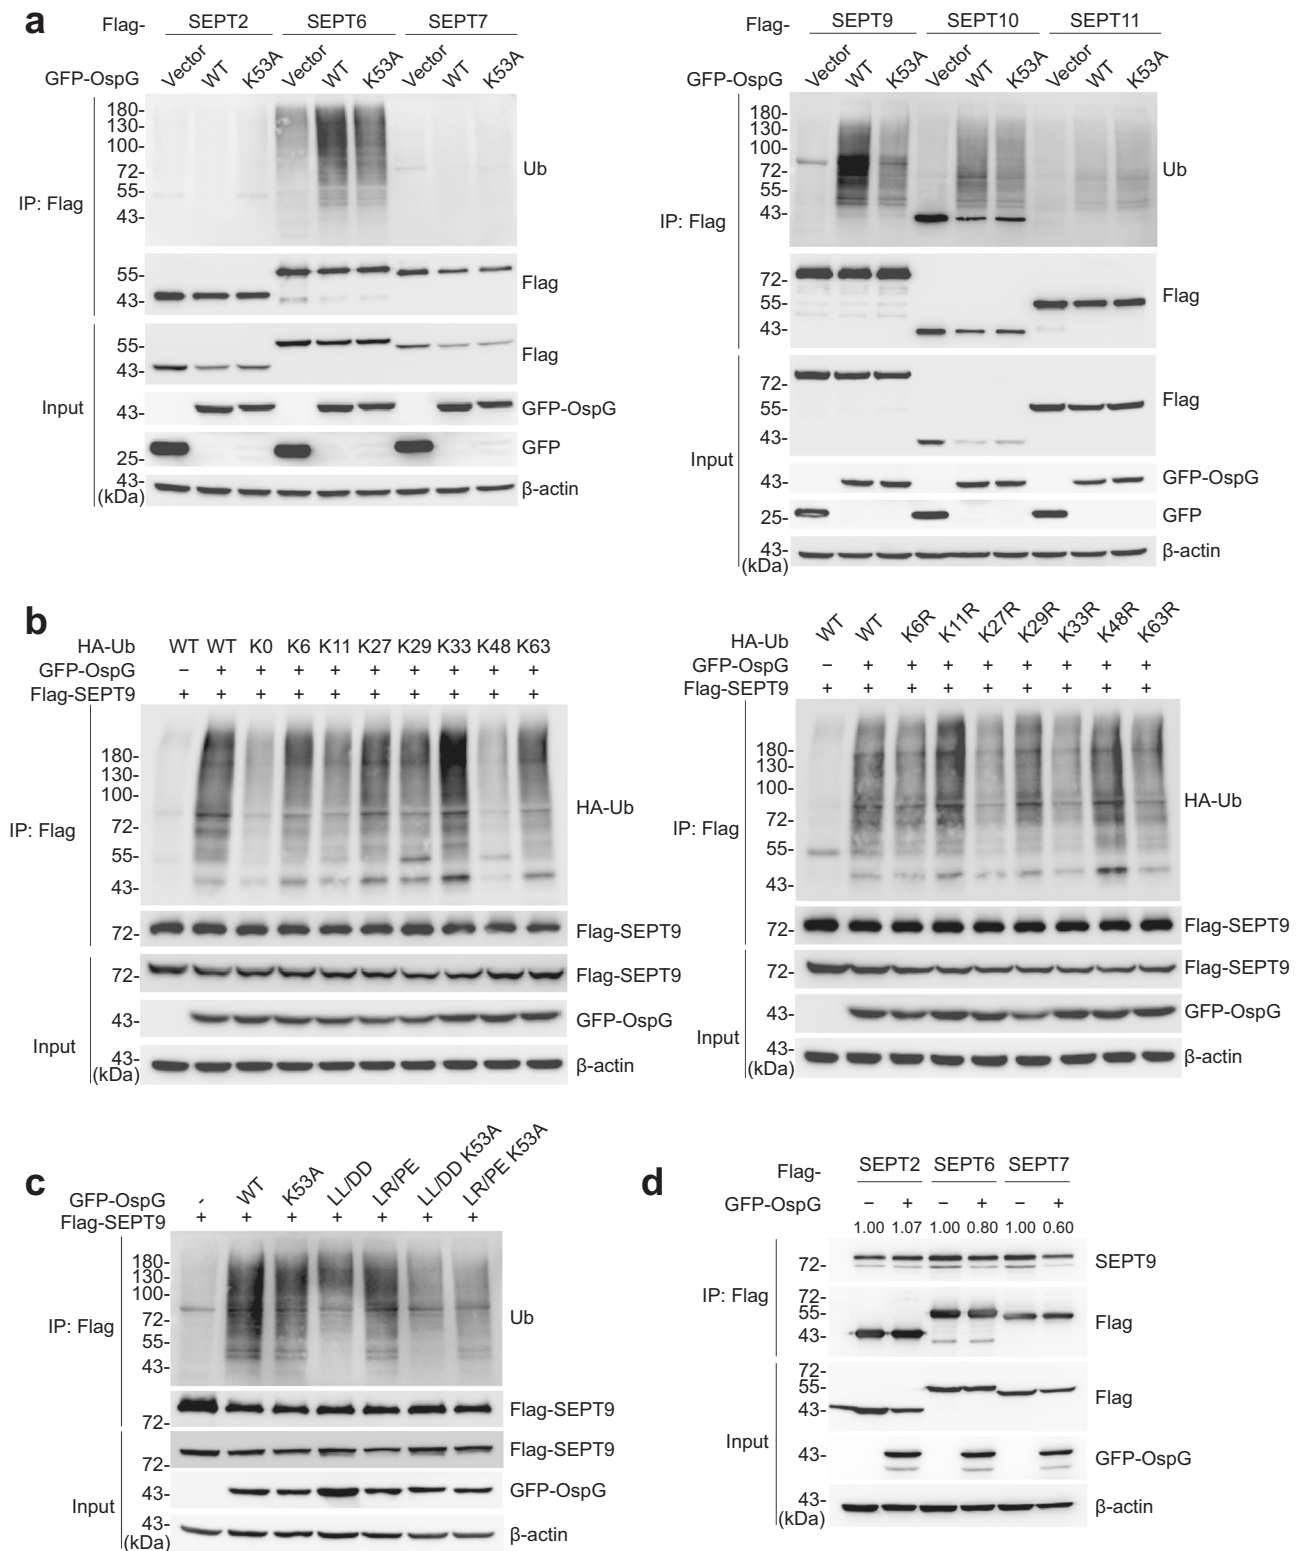 a
Flag- SEPT2 SEPT6 SEPT7
GFP-OspG Vector WT K53A Vector WT K53A Vector WT K53A
IP: Flag
180-
130-
100-
72-
55-
43-
Ub
55-
43-
Flag
Input
55-
43-
Flag
43-
GFP-OspG
25-
GFP
43-
(kDa)
β-actin
Flag- SEPT9 SEPT10 SEPT11
GFP-OspG Vector WT K53A Vector WT K53A Vector WT K53A
IP: Flag
180-
130-
100-
72-
55-
43-
Ub
72-
55-
43-
Flag
Input
72-
55-
43-
Flag
43-
GFP-OspG
25-
GFP
43-
(kDa)
β-actin
b
HA-Ub WT WT K0 K6 K11 K27 K29 K33 K48 K63
GFP-OspG – + + + + + + + + +
Flag-SEPT9 + + + + + + + + + +
IP: Flag
180-
130-
100-
72-
55-
43-
HA-Ub
72-
Flag-SEPT9
Input
72-
Flag-SEPT9
43-
GFP-OspG
43-
(kDa)
β-actin
HA-Ub WT WT K6R K11R K27R K29R K33R K48R K63R
GFP-OspG – + + + + + + + +
Flag-SEPT9 + + + + + + + + +
IP: Flag
180-
130-
100-
72-
55-
43-
HA-Ub
72-
Flag-SEPT9
Input
72-
Flag-SEPT9
43-
GFP-OspG
43-
(kDa)
β-actin
c
GFP-OspG - WT K53A LL/DD LR/PE LL/DD K53A LR/PE K53A
Flag-SEPT9 + + + + + + +
IP: Flag
180-
130-
100-
72-
55-
43-
Ub
72-
Flag-SEPT9
Input
72-
Flag-SEPT9
43-
GFP-OspG
43-
(kDa)
β-actin
d
Flag- SEPT2 SEPT6 SEPT7
GFP-OspG – + – + – +
1.00 1.07 1.00 0.80 1.00 0.60
IP: Flag
72-
SEPT9
72-
55-
43-
Flag
Input
72-
55-
43-
Flag
43-
GFP-OspG
43-
(kDa)
β-actin